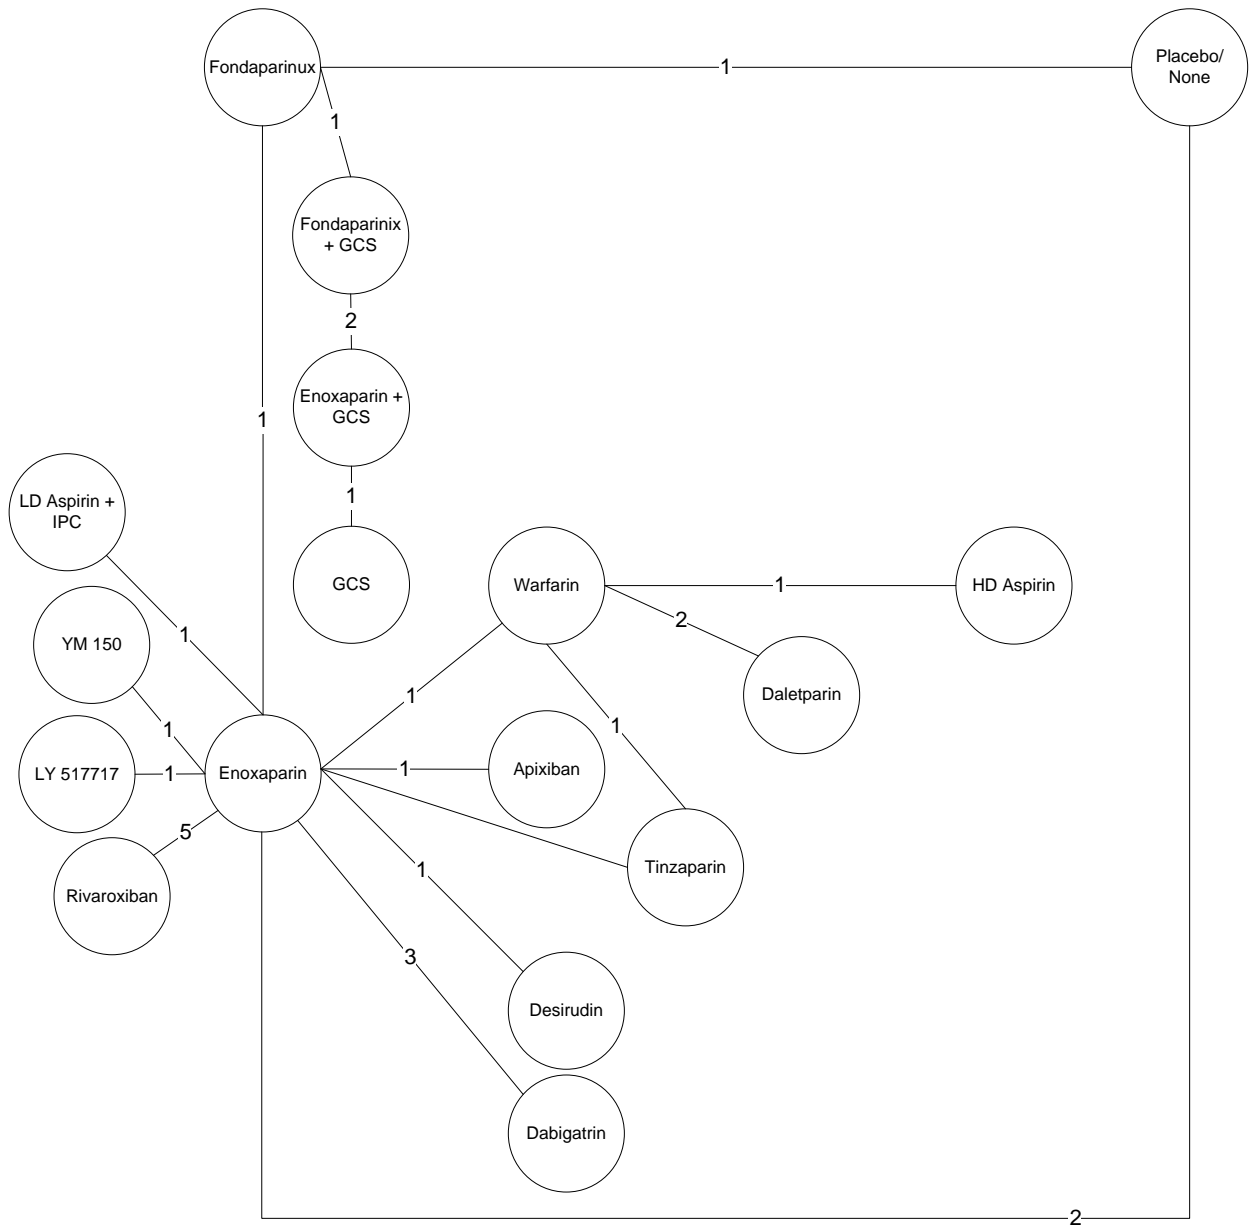 Fondaparinux
1
Placebo/
None
1
Fondaparinix
+ GCS
2
Enoxaparin +
GCS
1
1
LD Aspirin +
IPC
GCS
Warfarin
1
HD Aspirin
2
1
YM 150
Daletparin
1
1
1
LY 517717
1
Enoxaparin
1
Apixiban
5
1
Tinzaparin
Rivaroxiban
3
Desirudin
Dabigatrin
2